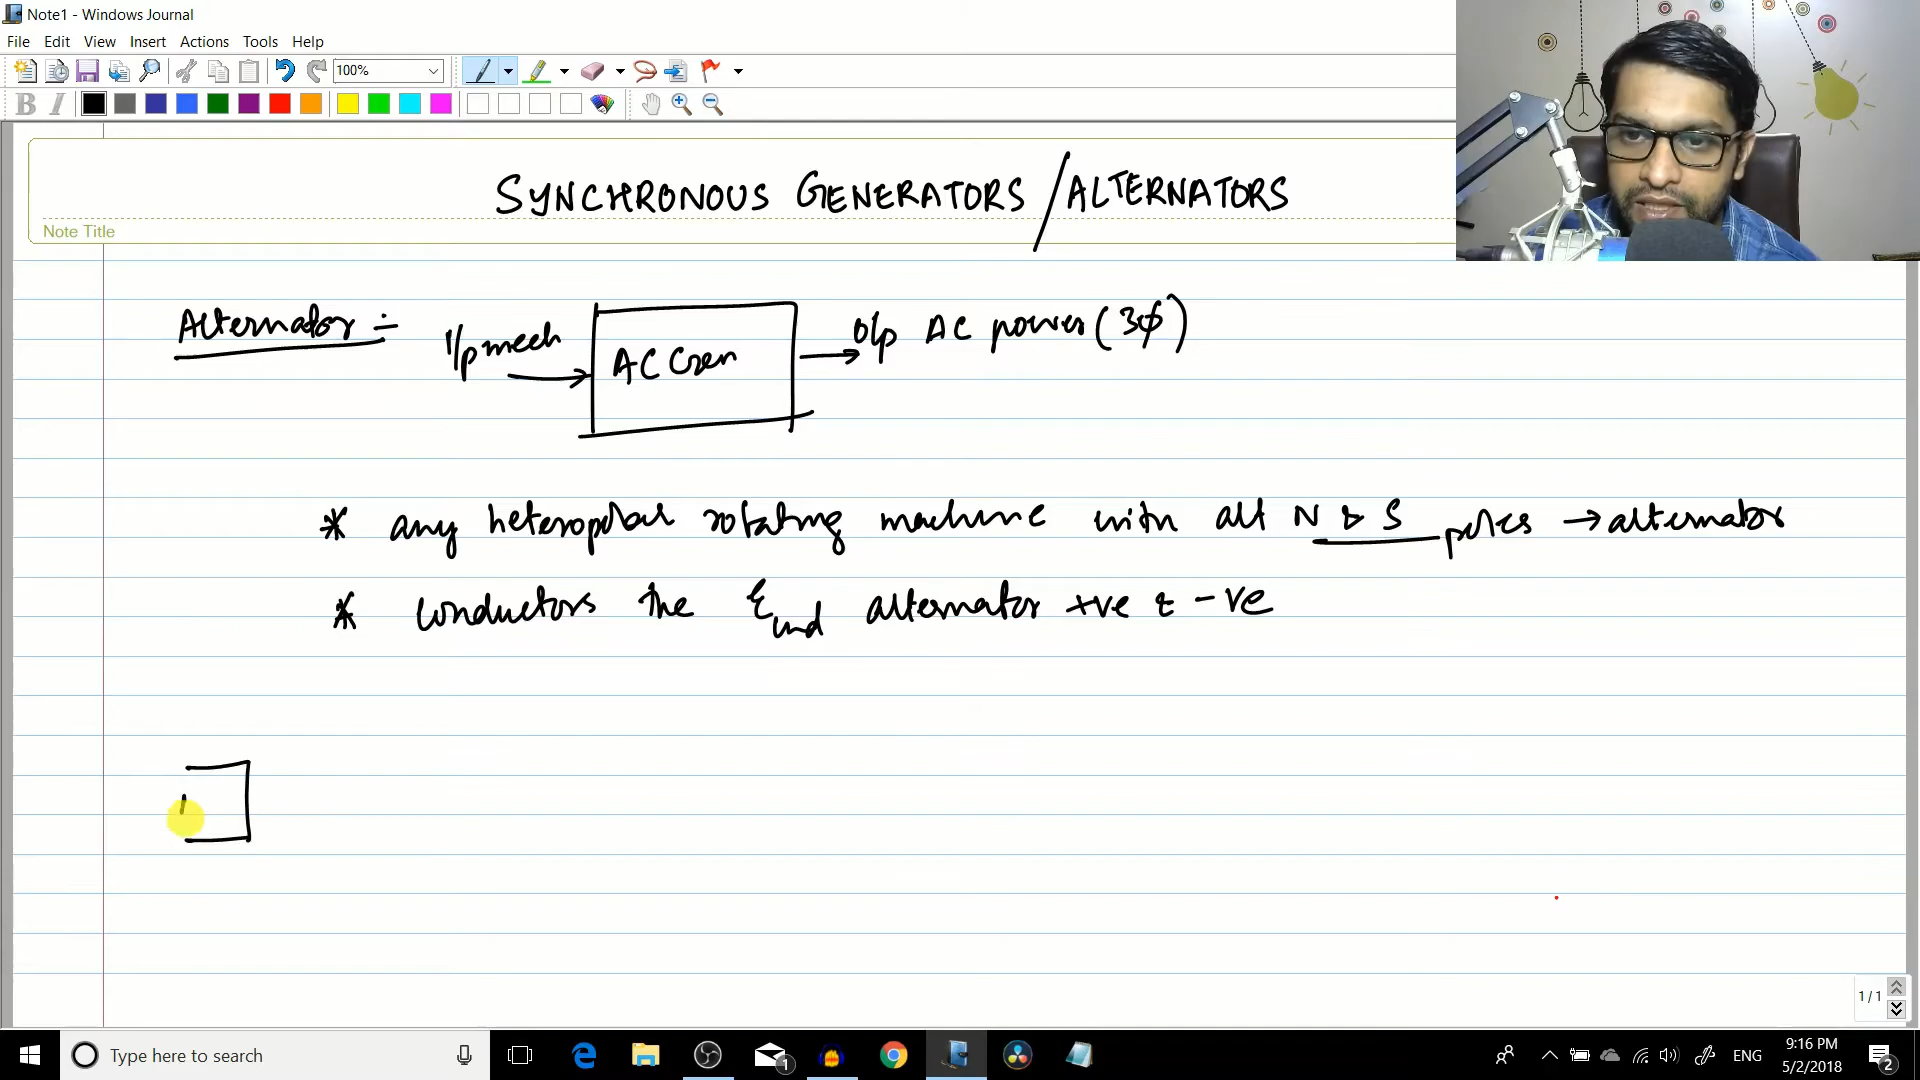 Note1 - Windows Journal
File Edit View Insert Actions Tools Help
100%
B I
SYNCHRONOUS GENERATORS / ALTERNATORS
Note Title
Alternator :-
I/p mech
AC Gen
O/p AC power (3φ)
* any heteropolar rotating machine with alt N & S poles → alternator
* conductors the Eind alternator +ve & -ve
1 / 1
Type here to search
1
ENG
9:16 PM
5/2/2018
2